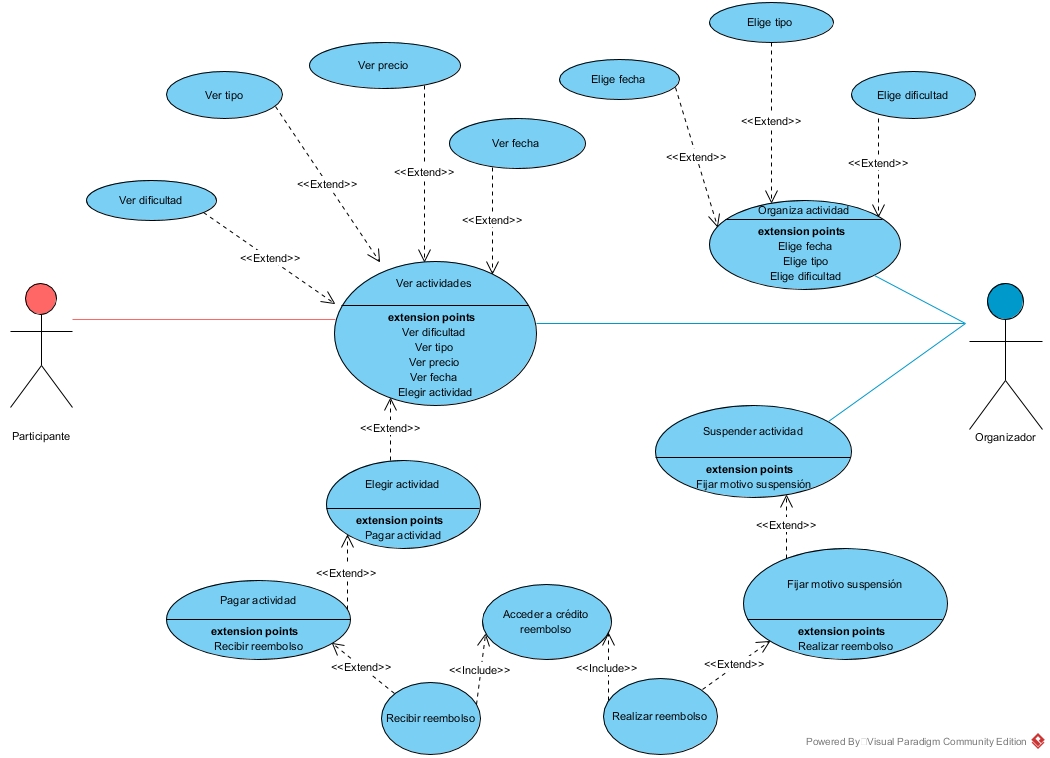 Elige tipo
Ver precio
Elige fecha
Ver tipo
Elige dificultad
<<Extend>>
Ver fecha
<<Extend>>
<<Extend>>
<<Extend>>
<<Extend>>
<<Extend>>
Ver dificultad
<<Extend>>
<<Extend>>
Organiza actividad
extension points
Elige fecha
Elige tipo
Elige dificultad
Ver actividades
extension points
Ver dificultad
Ver tipo
Ver precio
Ver fecha
Elegir actividad
Participante
Organizador
<<Extend>>
Suspender actividad
extension points
Fijar motivo suspensión
Elegir actividad
extension points
Pagar actividad
<<Extend>>
<<Extend>>
Fijar motivo suspensión
extension points
Realizar reembolso
Pagar actividad
extension points
Recibir reembolso
Acceder a crédito
reembolso
<<Extend>>
<<Include>>
<<Include>>
<<Extend>>
Recibir reembolso
Realizar reembolso
Powered By Visual Paradigm Community Edition